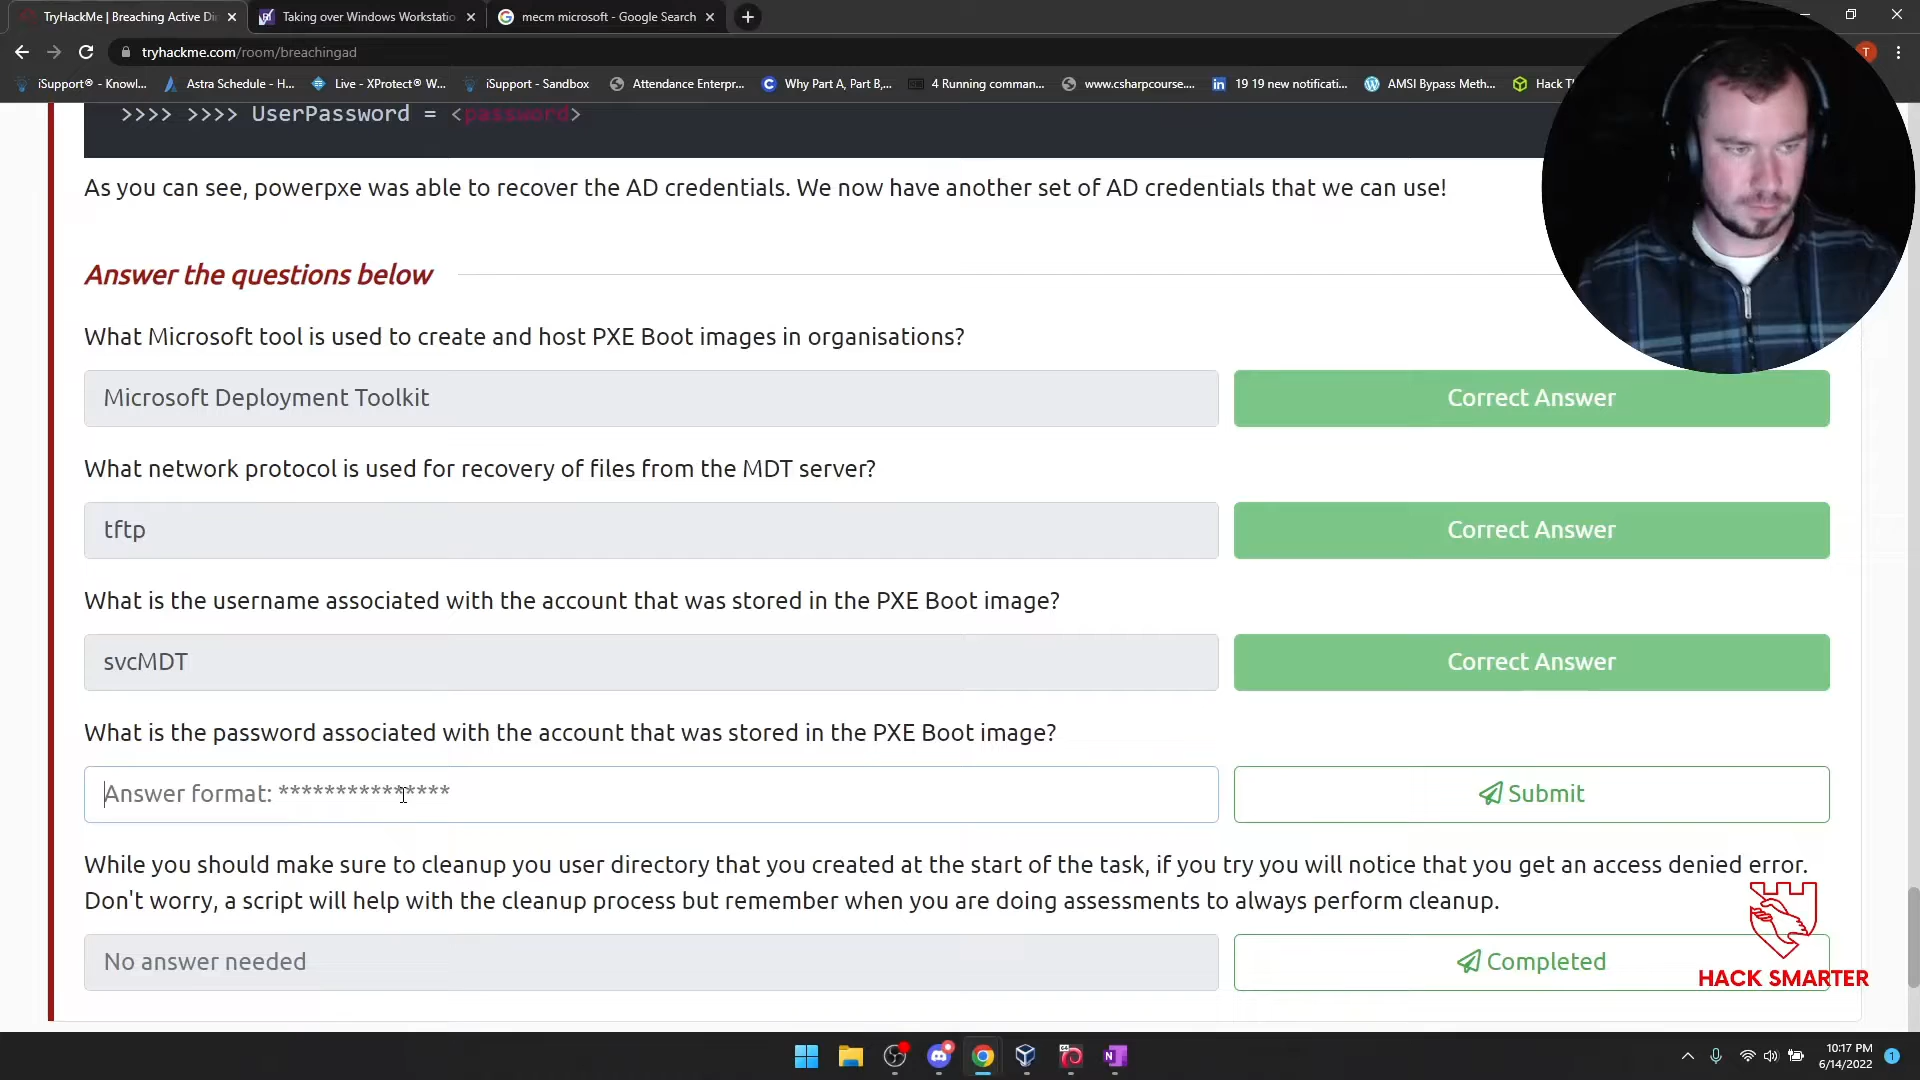 TryHackMe | Breaching Active Di
Taking over Windows Workstatio
mecm microsoft - Google Search
tryhackme.com/room/breachingad
T
iSupport® - Knowl...
Astra Schedule - H...
Live - XProtect® W...
iSupport - Sandbox
Attendance Enterpr...
Why Part A, Part B,...
4 Running comman...
www.csharpcourse....
19 19 new notificati...
AMSI Bypass Meth...
Hack T
>>>> >>>> UserPassword = <password>
As you can see, powerpxe was able to recover the AD credentials. We now have another set of AD credentials that we can use!
Answer the questions below
What Microsoft tool is used to create and host PXE Boot images in organisations?
Microsoft Deployment Toolkit
Correct Answer
What network protocol is used for recovery of files from the MDT server?
tftp
Correct Answer
What is the username associated with the account that was stored in the PXE Boot image?
svcMDT
Correct Answer
What is the password associated with the account that was stored in the PXE Boot image?
Answer format: ***************
Submit
While you should make sure to cleanup you user directory that you created at the start of the task, if you try you will notice that you get an access denied error.
Don't worry, a script will help with the cleanup process but remember when you are doing assessments to always perform cleanup.
No answer needed
Completed
HACK SMARTER
10:17 PM
6/14/2022
1